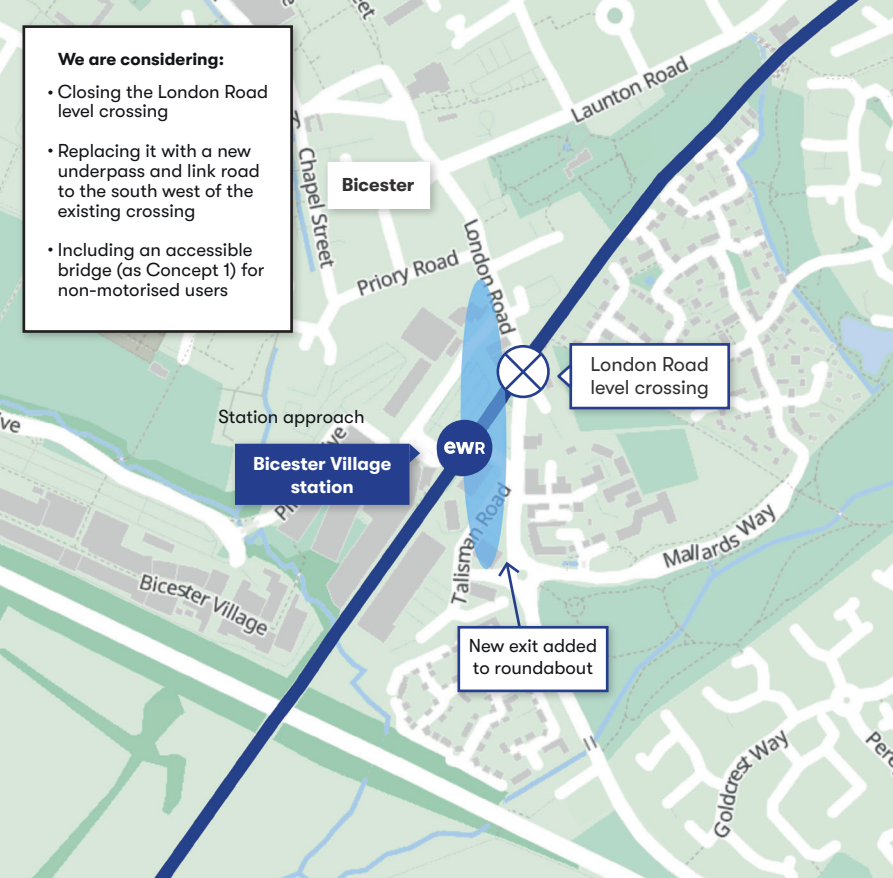 We are considering:
• Closing the London Road
level crossing
• Replacing it with a new
underpass and link road
to the south west of the
existing crossing
• Including an accessible
bridge (as Concept 1) for
non-motorised users
Launton Road
Chapel Street
Bicester
London Road
Priory Road
London Road
level crossing
Station approach
ewR
Bicester Village
station
Talisman Road
Mallards Way
Bicester Village
New exit added
to roundabout
Goldcrest Way